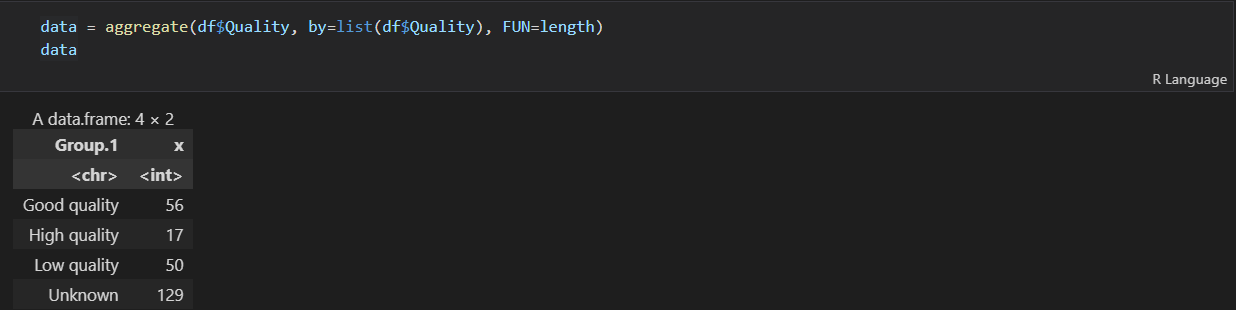 data = aggregate(df$Quality, by=list(df$Quality), FUN=length)
data
R Language
A data.frame: 4 × 2
Group.1 x
<chr> <int>
Good quality 56
High quality 17
Low quality 50
Unknown 129